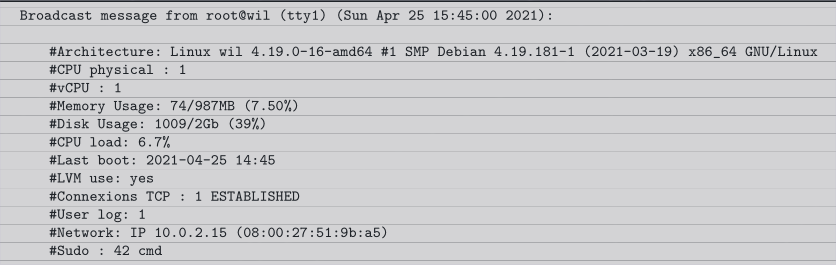 Broadcast message from root@wil (tty1) (Sun Apr 25 15:45:00 2021):
#Architecture: Linux wil 4.19.0-16-amd64 #1 SMP Debian 4.19.181-1 (2021-03-19) x86_64 GNU/Linux
#CPU physical : 1
#vCPU : 1
#Memory Usage: 74/987MB (7.50%)
#Disk Usage: 1009/2Gb (39%)
#CPU load: 6.7%
#Last boot: 2021-04-25 14:45
#LVM use: yes
#Connexions TCP : 1 ESTABLISHED
#User log: 1
#Network: IP 10.0.2.15 (08:00:27:51:9b:a5)
#Sudo : 42 cmd